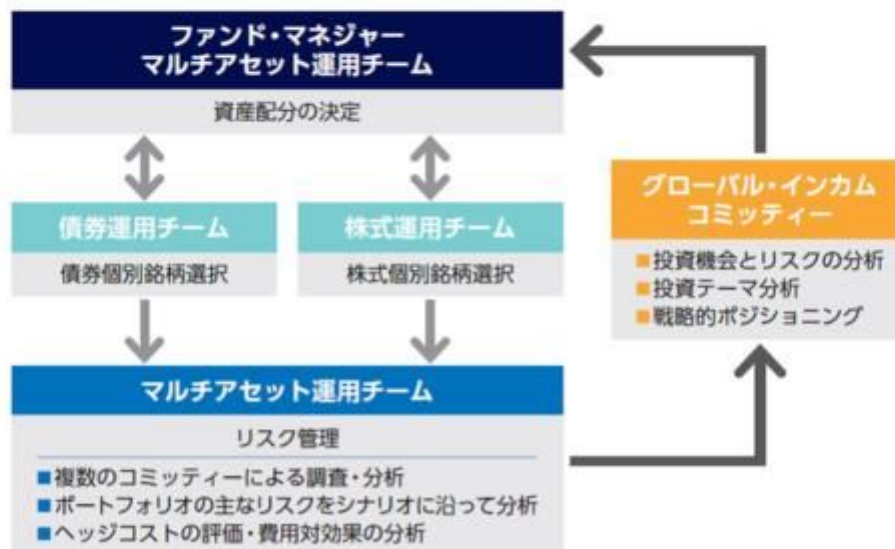 ファンド・マネジャー
マルチアセット運用チーム
資産配分の決定
債券運用チーム
債券個別銘柄選択
株式運用チーム
株式個別銘柄選択
グローバル・インカム
コミッティー
■投資機会とリスクの分析
■投資テーマ分析
■戦略的ポジショニング
マルチアセット運用チーム
リスク管理
■複数のコミッティーによる調査・分析
■ポートフォリオの主なリスクをシナリオに沿って分析
■ヘッジコストの評価・費用対効果の分析